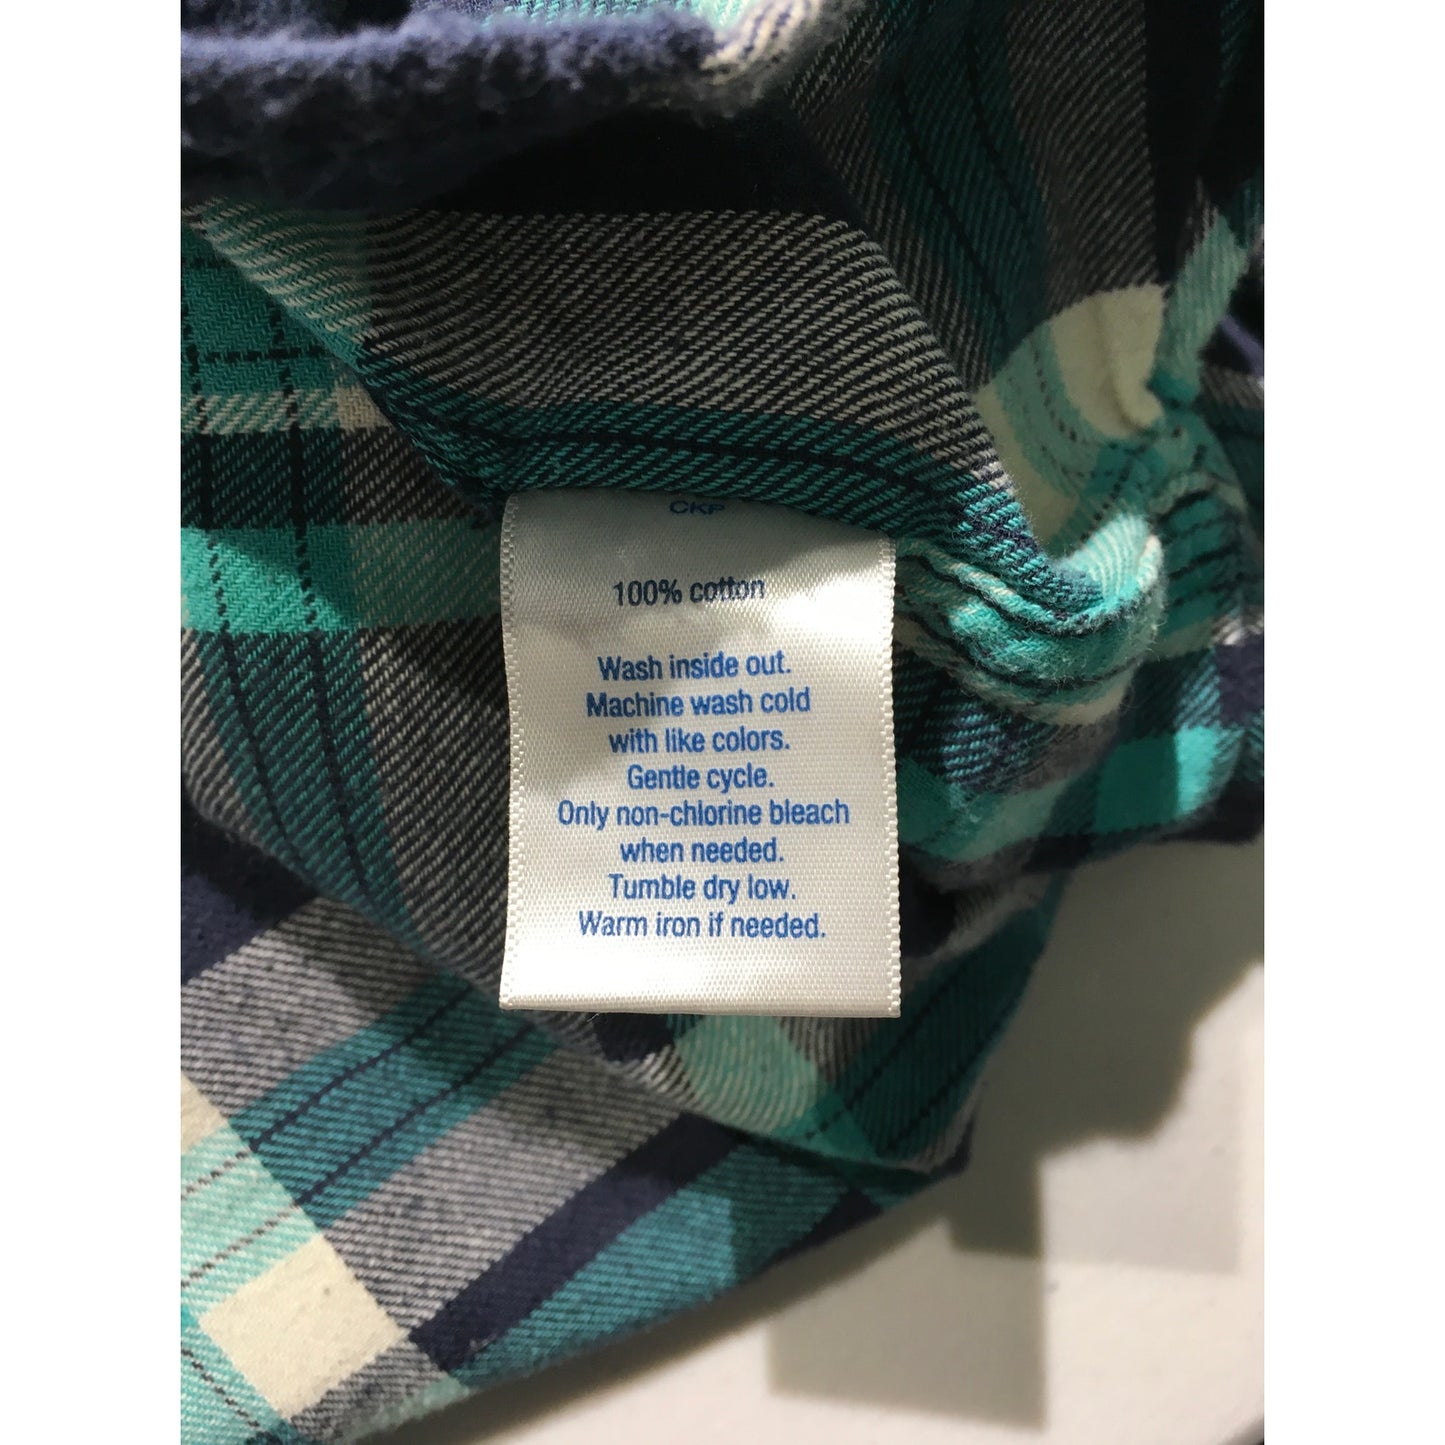 CKP
100% cotton
Wash inside out.
Machine wash cold
with like colors.
Gentle cycle.
Only non-chlorine bleach
when needed.
Tumble dry low.
Warm iron if needed.